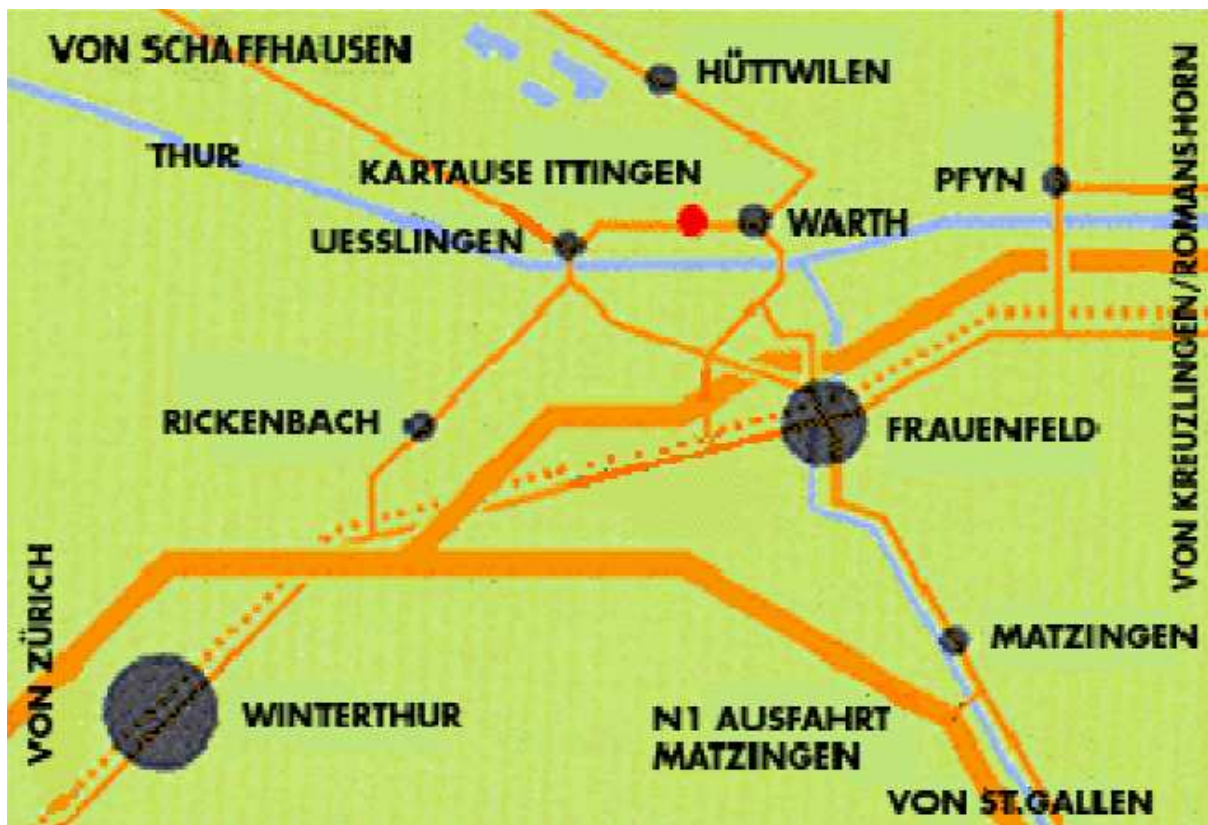 VON SCHAFFHAUSEN
HÜTTWILEN
THUR
KARTAUSE ITTINGEN
PFYN
UESSLINGEN
WARTH
VON KREUZLINGEN/ROMANSHORN
RICKENBACH
FRAUENFELD
VON ZÜRICH
MATZINGEN
WINTERTHUR
N1 AUSFAHRT
MATZINGEN
VON ST.GALLEN